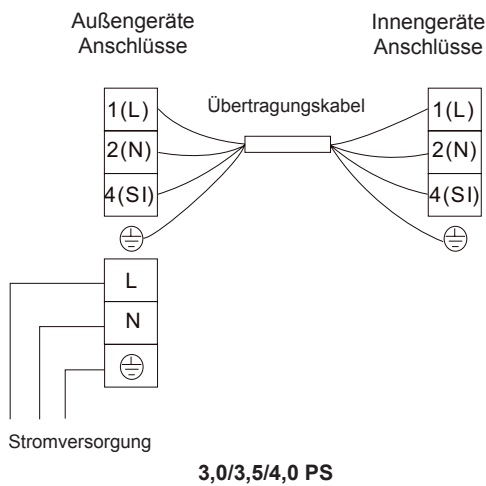 Außengeräte
Anschlüsse
Innengeräte
Anschlüsse
Übertragungskabel
1(L)
2(N)
4(SI)
1(L)
2(N)
4(SI)
L
N
Stromversorgung
3,0/3,5/4,0 PS